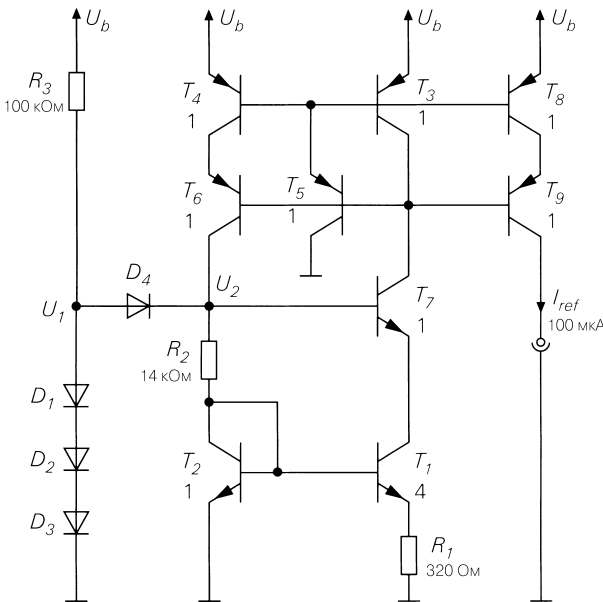 U_b U_b U_b U_b
R_3
100 кОм
T_4 T_3 T_8
1 1 1
T_6 T_5 T_9
1 1 1
D_4 T_7
U_1 U_2 1
I_ref
100 мкА
R_2
14 кОм
D_1
D_2 T_2 T_1
1 4
D_3
R_1
320 Ом